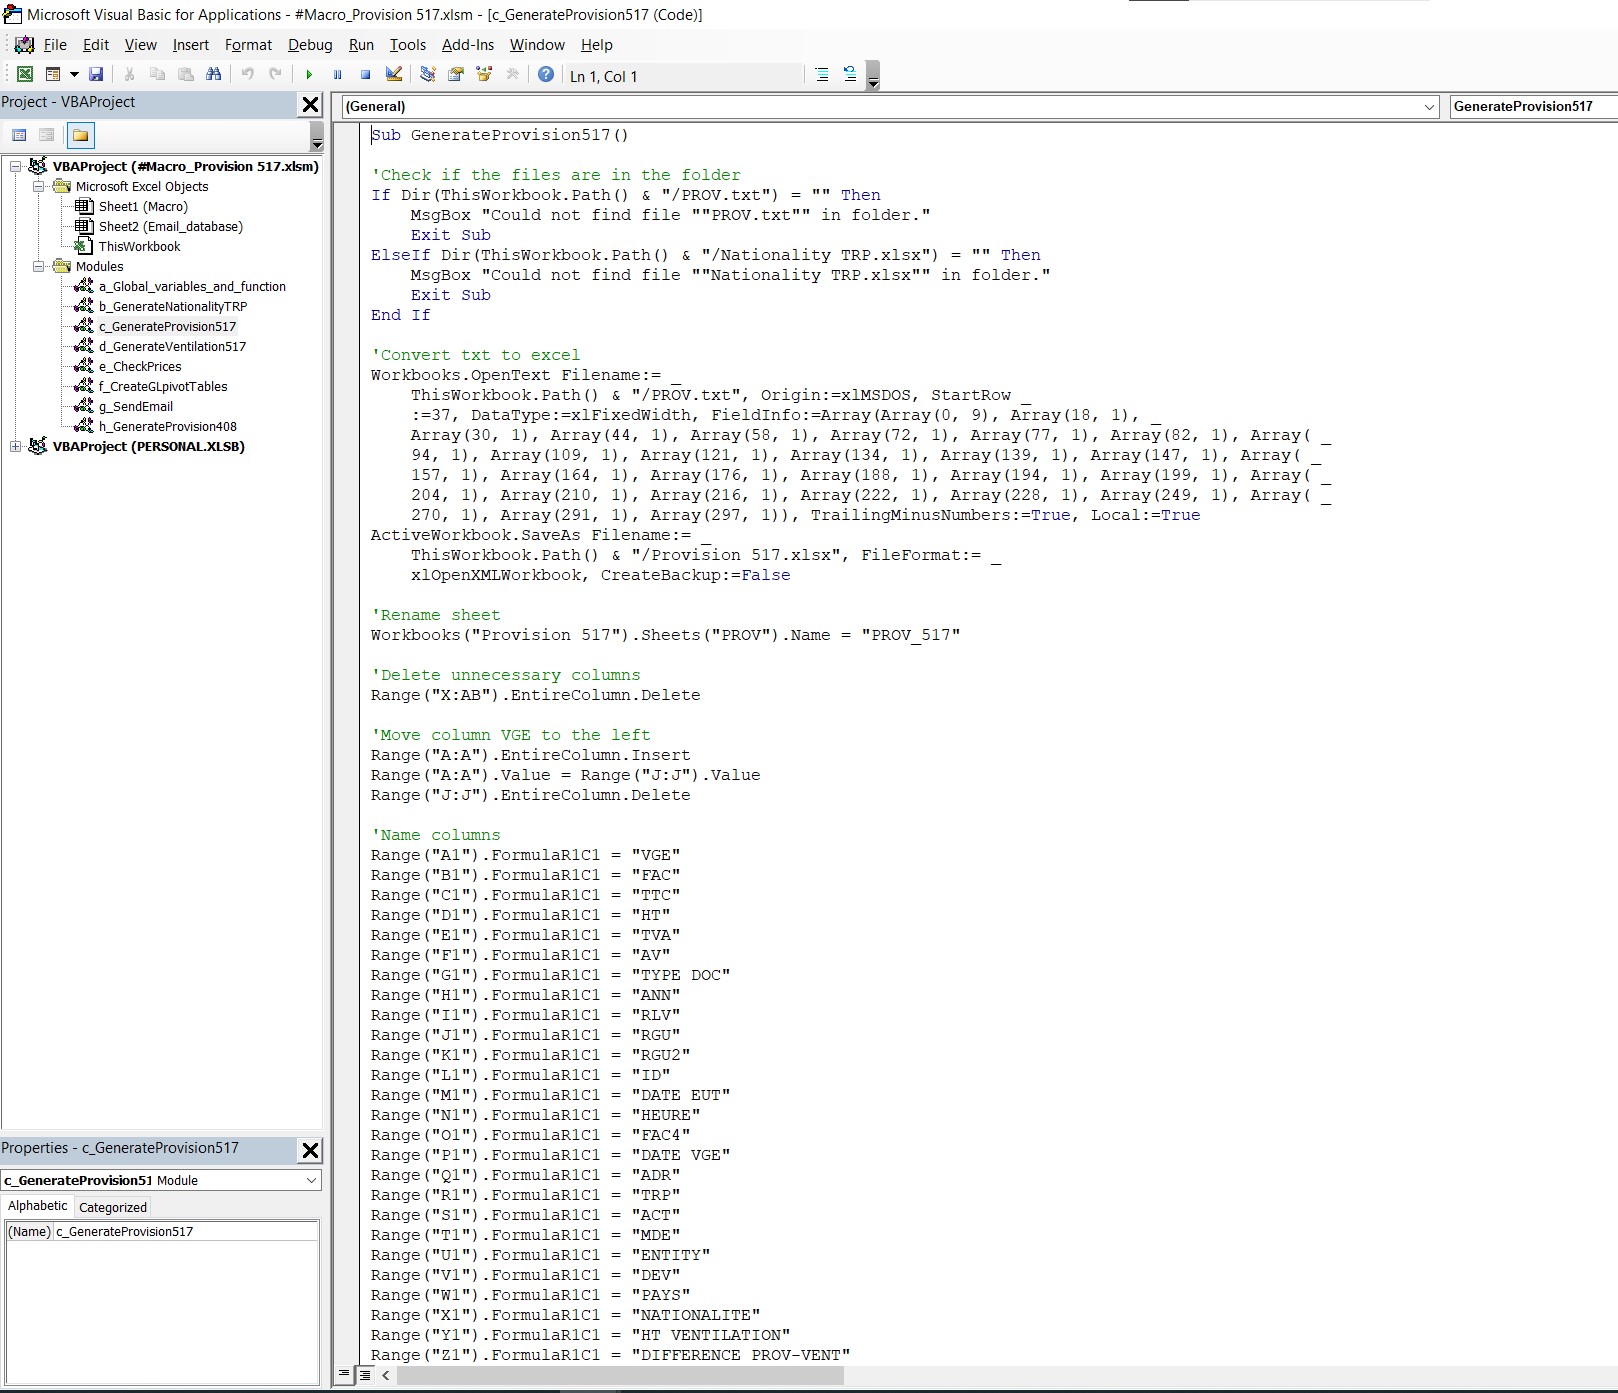 Microsoft Visual Basic for Applications - #Macro_Provision 517.xlsm - [c_GenerateProvision517 (Code)]
File Edit View Insert Format Debug Run Tools Add-Ins Window Help
Ln 1, Col 1
Project - VBAProject
VBAProject (#Macro_Provision 517.xlsm)
Microsoft Excel Objects
Sheet1 (Macro)
Sheet2 (Email_database)
ThisWorkbook
Modules
a_Global_variables_and_function
b_GenerateNationalityTRP
c_GenerateProvision517
d_GenerateVentilation517
e_CheckPrices
f_CreateGLpivotTables
g_SendEmail
h_GenerateProvision408
VBAProject (PERSONAL.XLSB)
Properties - c_GenerateProvision517
c_GenerateProvision51 Module
Alphabetic Categorized
(Name) c_GenerateProvision517
(General) GenerateProvision517
Sub GenerateProvision517()
'Check if the files are in the folder
If Dir(ThisWorkbook.Path() & "/PROV.txt") = "" Then
MsgBox "Could not find file ""PROV.txt"" in folder."
Exit Sub
ElseIf Dir(ThisWorkbook.Path() & "/Nationality TRP.xlsx") = "" Then
MsgBox "Could not find file ""Nationality TRP.xlsx"" in folder."
Exit Sub
End If
'Convert txt to excel
Workbooks.OpenText Filename:= _
ThisWorkbook.Path() & "/PROV.txt", Origin:=xlMSDOS, StartRow _
:=37, DataType:=xlFixedWidth, FieldInfo:=Array(Array(0, 9), Array(18, 1), _
Array(30, 1), Array(44, 1), Array(58, 1), Array(72, 1), Array(77, 1), Array(82, 1), Array( _
94, 1), Array(109, 1), Array(121, 1), Array(134, 1), Array(139, 1), Array(147, 1), Array( _
157, 1), Array(164, 1), Array(176, 1), Array(188, 1), Array(194, 1), Array(199, 1), Array( _
204, 1), Array(210, 1), Array(216, 1), Array(222, 1), Array(228, 1), Array(249, 1), Array( _
270, 1), Array(291, 1), Array(297, 1)), TrailingMinusNumbers:=True, Local:=True
ActiveWorkbook.SaveAs Filename:= _
ThisWorkbook.Path() & "/Provision 517.xlsx", FileFormat:= _
xlOpenXMLWorkbook, CreateBackup:=False
'Rename sheet
Workbooks("Provision 517").Sheets("PROV").Name = "PROV_517"
'Delete unnecessary columns
Range("X:AB").EntireColumn.Delete
'Move column VGE to the left
Range("A:A").EntireColumn.Insert
Range("A:A").Value = Range("J:J").Value
Range("J:J").EntireColumn.Delete
'Name columns
Range("A1").FormulaR1C1 = "VGE"
Range("B1").FormulaR1C1 = "FAC"
Range("C1").FormulaR1C1 = "TTC"
Range("D1").FormulaR1C1 = "HT"
Range("E1").FormulaR1C1 = "TVA"
Range("F1").FormulaR1C1 = "AV"
Range("G1").FormulaR1C1 = "TYPE DOC"
Range("H1").FormulaR1C1 = "ANN"
Range("I1").FormulaR1C1 = "RLV"
Range("J1").FormulaR1C1 = "RGU"
Range("K1").FormulaR1C1 = "RGU2"
Range("L1").FormulaR1C1 = "ID"
Range("M1").FormulaR1C1 = "DATE EUT"
Range("N1").FormulaR1C1 = "HEURE"
Range("O1").FormulaR1C1 = "FAC4"
Range("P1").FormulaR1C1 = "DATE VGE"
Range("Q1").FormulaR1C1 = "ADR"
Range("R1").FormulaR1C1 = "TRP"
Range("S1").FormulaR1C1 = "ACT"
Range("T1").FormulaR1C1 = "MDE"
Range("U1").FormulaR1C1 = "ENTITY"
Range("V1").FormulaR1C1 = "DEV"
Range("W1").FormulaR1C1 = "PAYS"
Range("X1").FormulaR1C1 = "NATIONALITE"
Range("Y1").FormulaR1C1 = "HT VENTILATION"
Range("Z1").FormulaR1C1 = "DIFFERENCE PROV-VENT"